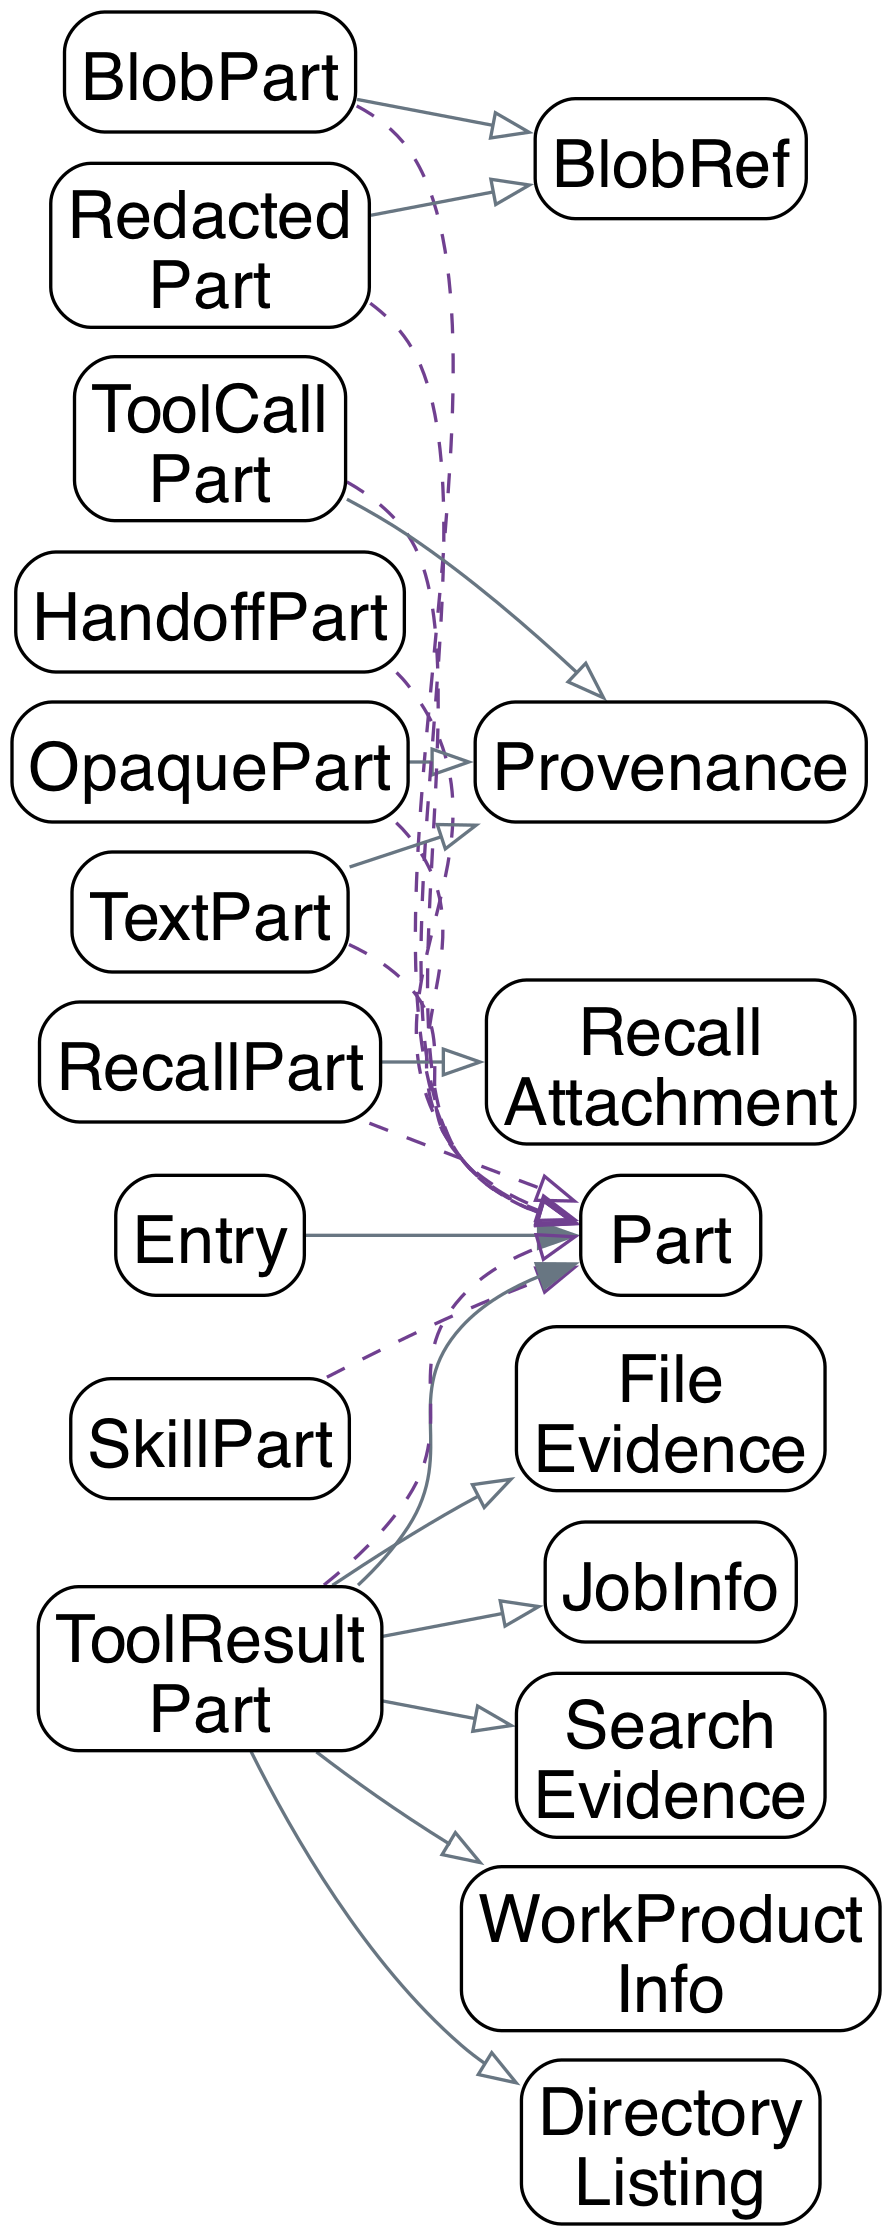 BlobPart
BlobRef
Redacted
Part
ToolCall
Part
HandoffPart
OpaquePart
Provenance
TextPart
RecallPart
Recall
Attachment
Entry
Part
File
Evidence
SkillPart
JobInfo
ToolResult
Part
Search
Evidence
WorkProduct
Info
Directory
Listing